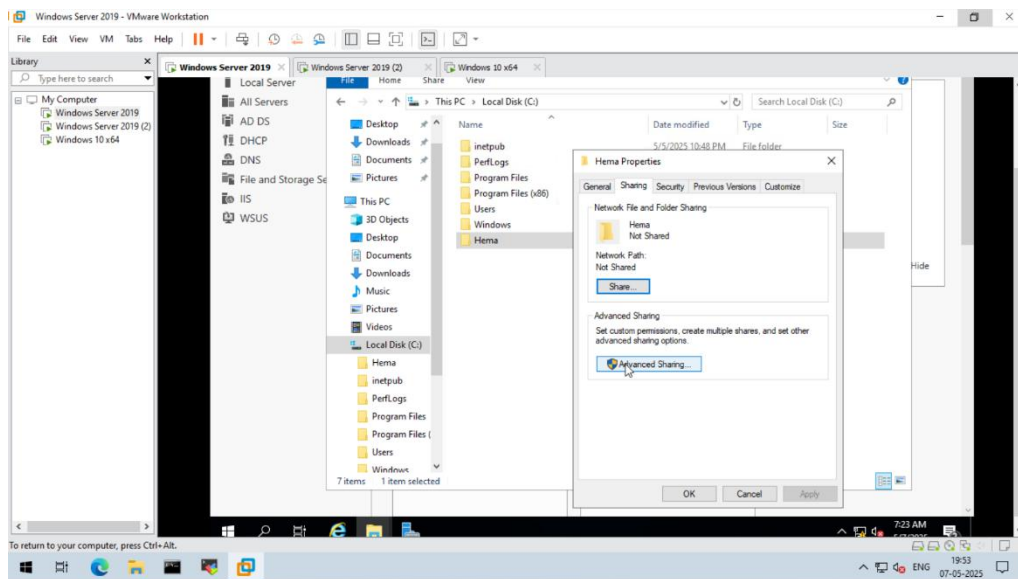 Windows Server 2019 - VMware Workstation
File Edit View VM Tabs Help
Library
Type here to search
My Computer
Windows Server 2019
Windows Server 2019 (2)
Windows 10 x64
Windows Server 2019
Windows Server 2019 (2)
Windows 10 x64
Local Server
All Servers
AD DS
DHCP
DNS
File and Storage Se
IIS
WSUS
File Home Share View
This PC > Local Disk (C:)
Search Local Disk (C:)
Desktop
Downloads
Documents
Pictures
This PC
3D Objects
Desktop
Documents
Downloads
Music
Pictures
Videos
Local Disk (C:)
Hema
inetpub
PerfLogs
Program Files
Program Files (
Users
Windows
Name Date modified Type Size
inetpub 5/5/2025 10:48 PM File folder
PerfLogs
Program Files
Program Files (x86)
Users
Windows
Hema
7 items 1 item selected
Hema Properties
General Sharing Security Previous Versions Customize
Network File and Folder Sharing
Hema
Not Shared
Network Path:
Not Shared
Share...
Advanced Sharing
Set custom permissions, create multiple shares, and set other
advanced sharing options.
Advanced Sharing...
OK Cancel Apply
Hide
7:23 AM
To return to your computer, press Ctrl+Alt.
ENG
19:53
07-05-2025